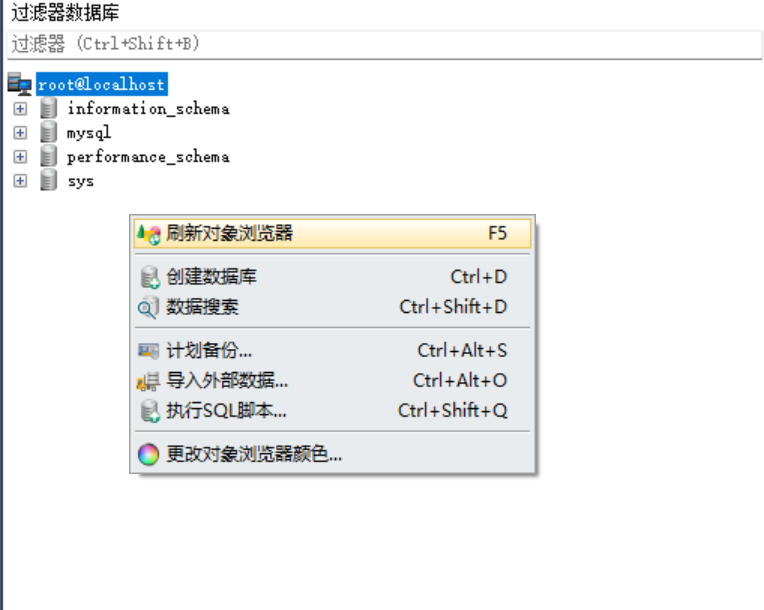 过滤器数据库
过滤器 (Ctrl+Shift+B)
root@localhost
information_schema
mysql
performance_schema
sys
刷新对象浏览器 F5
创建数据库 Ctrl+D
数据搜索 Ctrl+Shift+D
计划备份... Ctrl+Alt+S
导入外部数据... Ctrl+Alt+O
执行SQL脚本... Ctrl+Shift+Q
更改对象浏览器颜色...